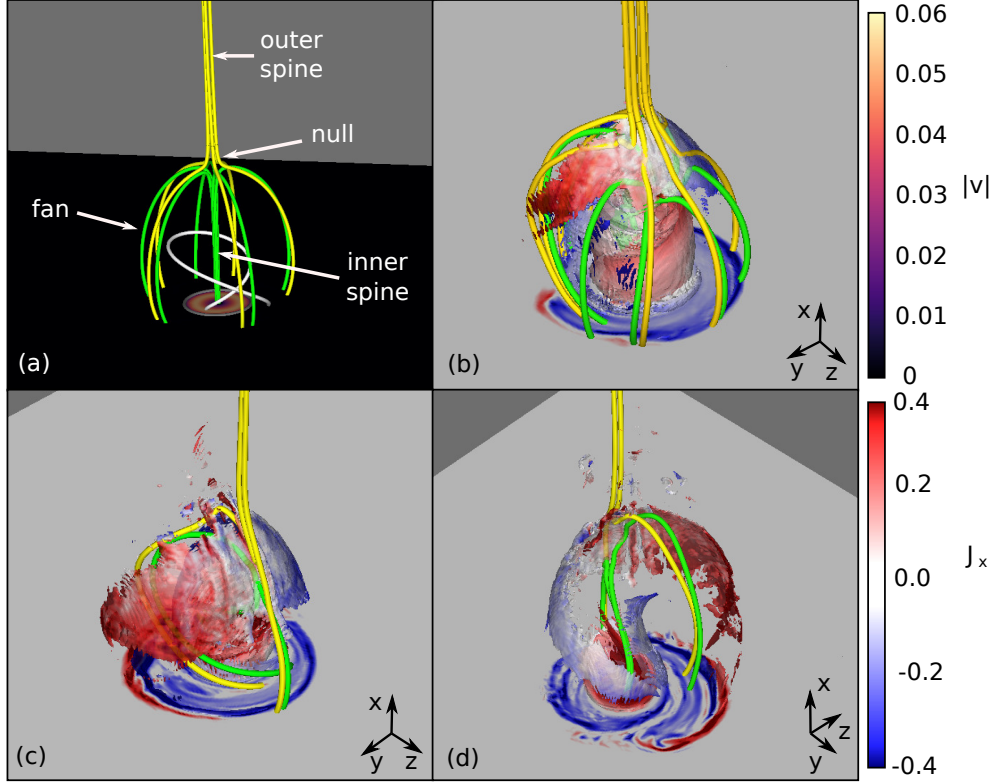 outer
spine
null
fan
inner
spine
(a)
x
y
z
(b)
0.06
0.05
0.04
|v|
0.03
0.02
0.01
0
x
y
z
(c)
x
z
y
(d)
0.4
0.2
J x
0.0
-0.2
-0.4